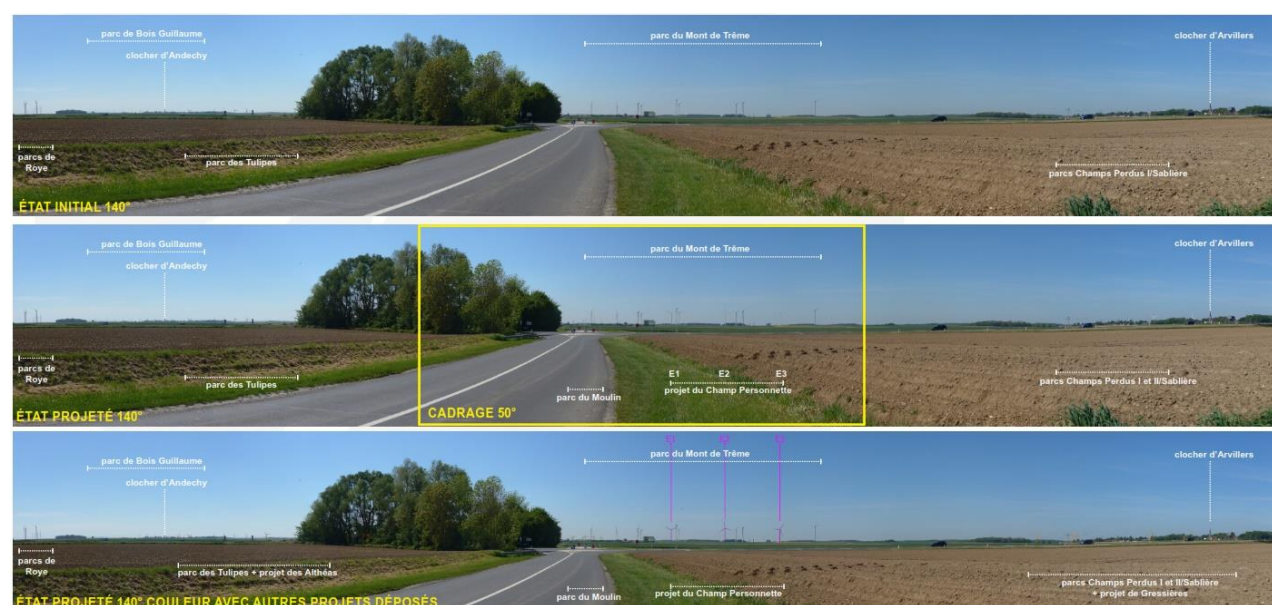 parc de Bois Guillaume
parc du Mont de Trême
clocher d'Arvillers
clocher d'Andechy
parcs de
Roye
parc des Tulipes
parcs Champs Perdus I/Sablière
ÉTAT INITIAL 140°
parc de Bois Guillaume
parc du Mont de Trême
clocher d'Arvillers
clocher d'Andechy
parcs de
Roye
parc des Tulipes
E1 E2 E3
projet du Champ Personnette
parc du Moulin
parcs Champs Perdus I et II/Sablière
ÉTAT PROJETÉ 140°
CADRAGE 50°
E1 E2 E3
parc de Bois Guillaume
parc du Mont de Trême
clocher d'Arvillers
clocher d'Andechy
parcs de
Roye
parc des Tulipes + projet des Althéas
parc du Moulin
projet du Champ Personnette
parcs Champs Perdus I et II/Sablière
+ projet de Gressières
ÉTAT PROJETÉ 140° COULEUR AVEC AUTRES PROJETS DÉPOSÉS